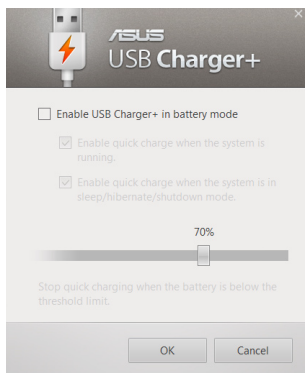 ASUS
USB Charger+
Enable USB Charger+ in battery mode
Enable quick charge when the system is
running.
Enable quick charge when the system is in
sleep/hibernate/shutdown mode.
70%
Stop quick charging when the battery is below the
threshold limit.
OK
Cancel